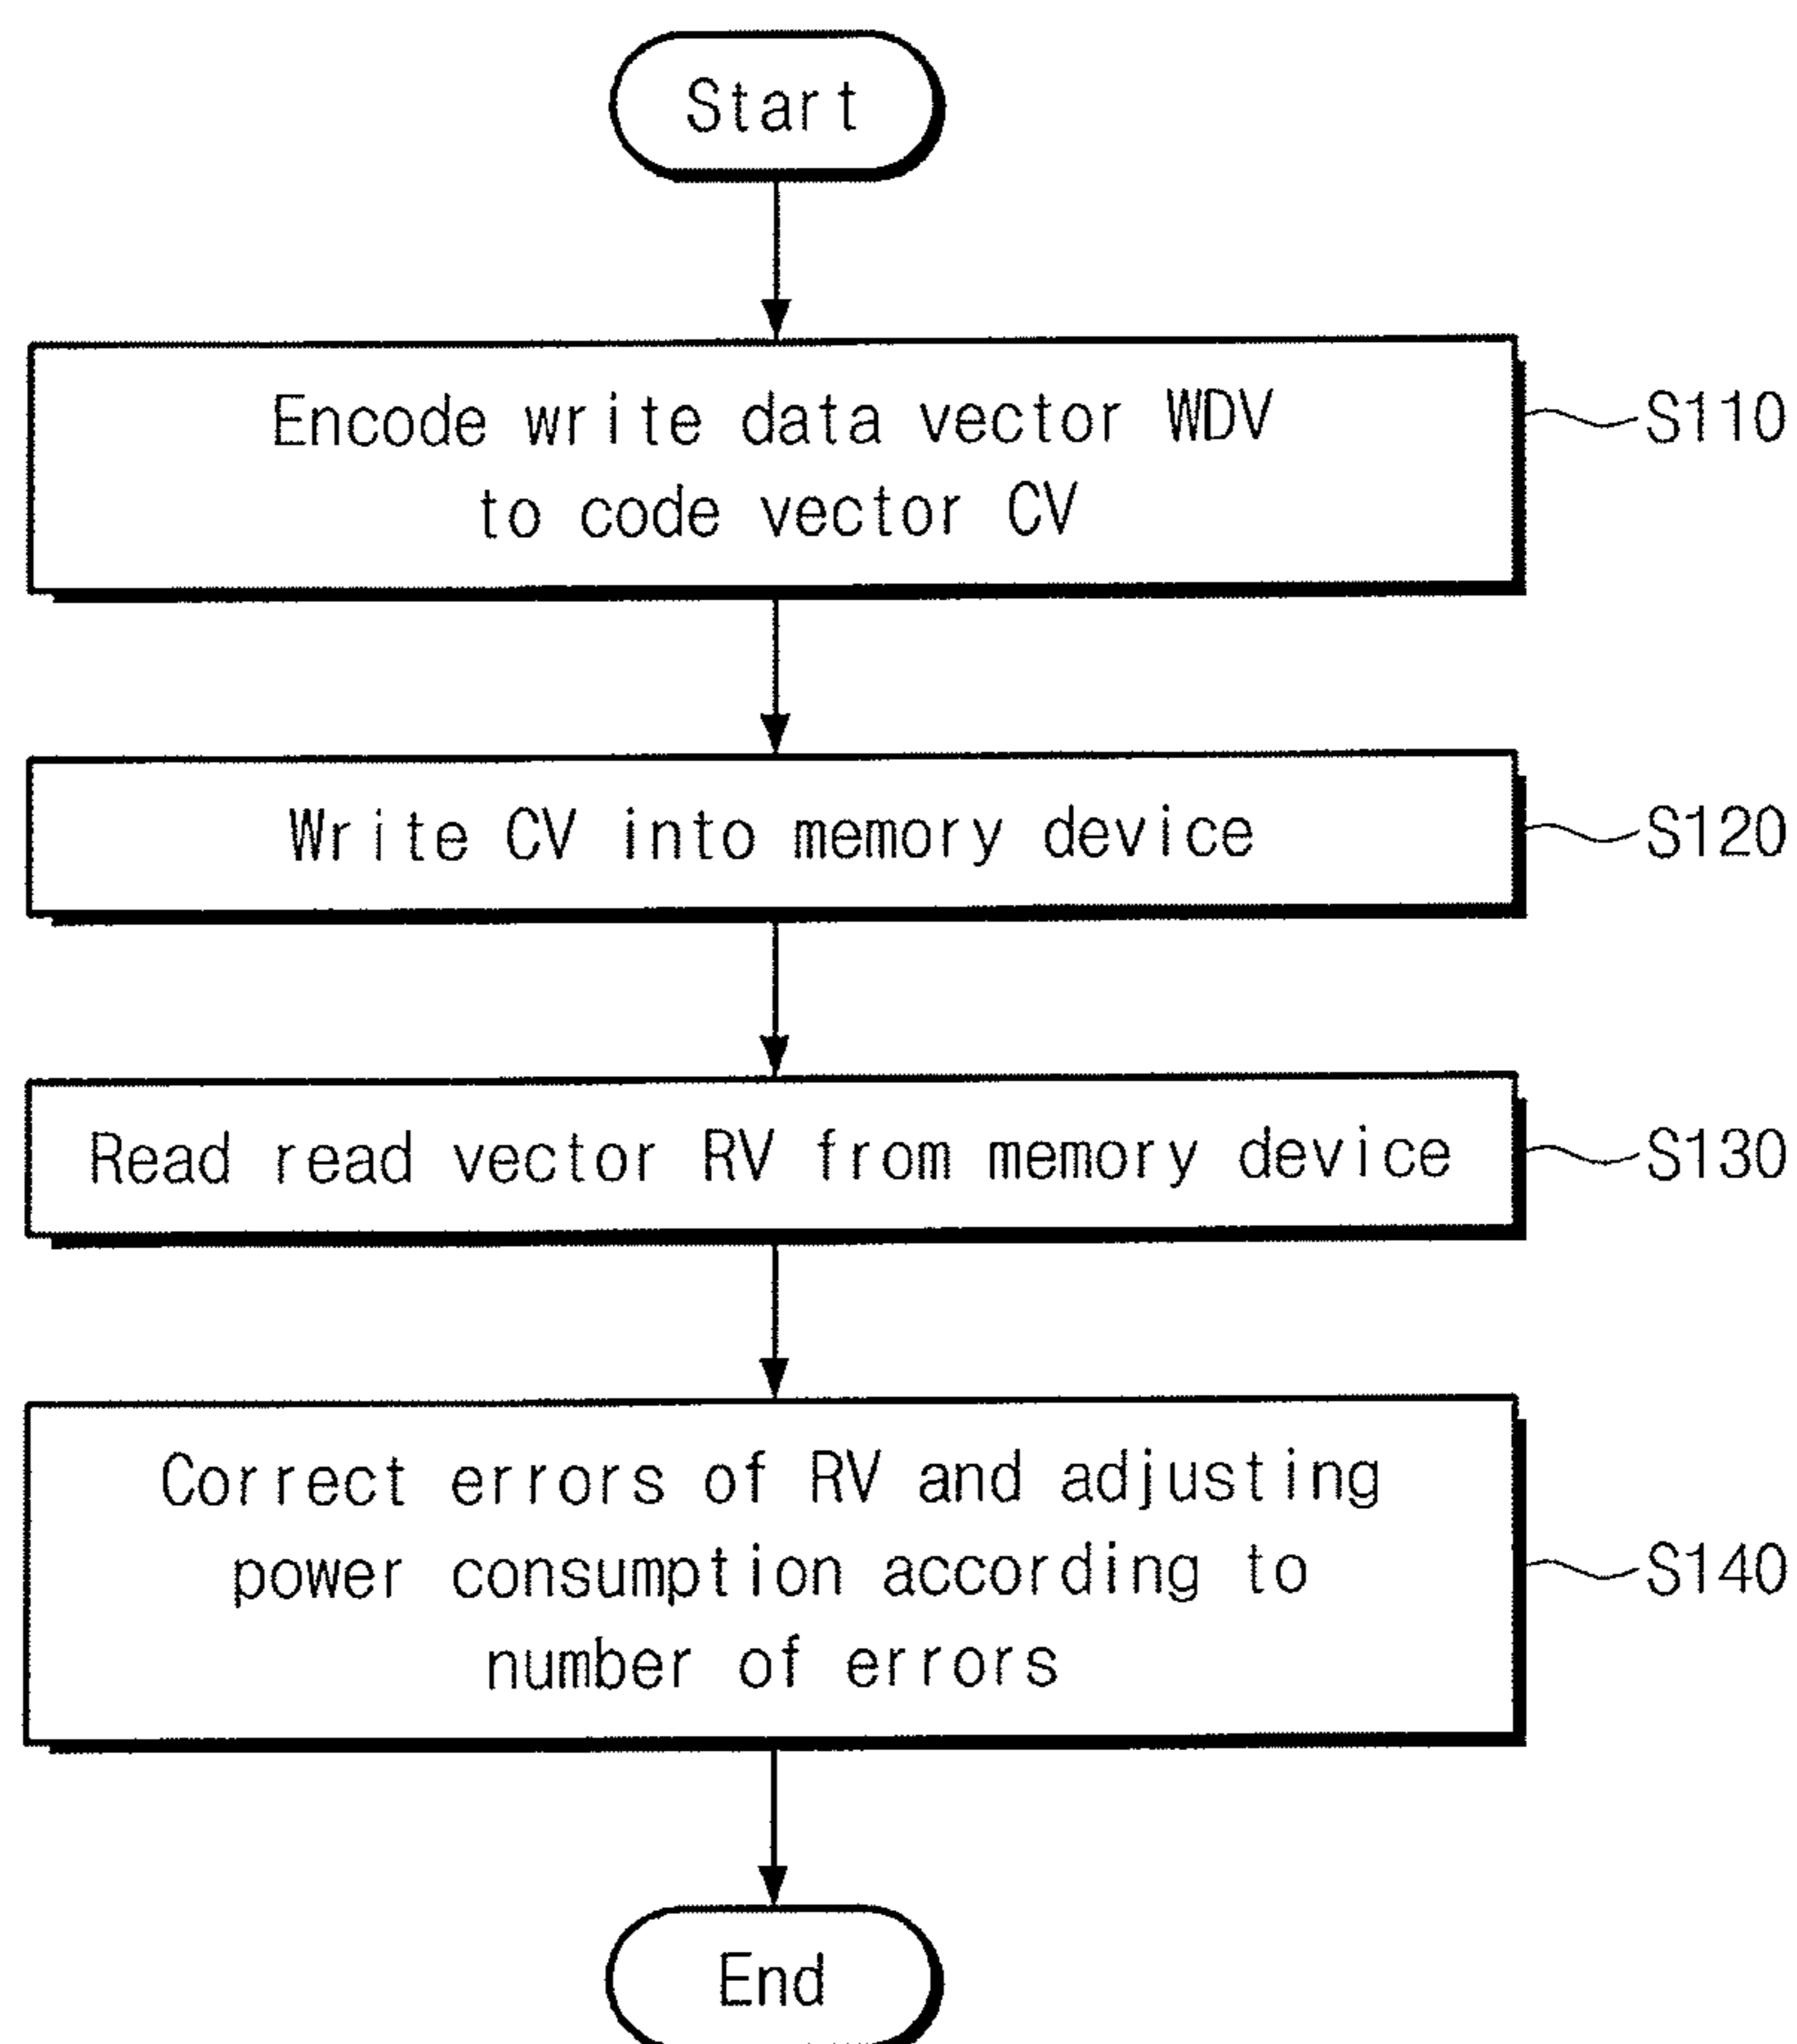 Start
Encode write data vector WDV
to code vector CV
S110
Write CV into memory device
S120
Read read vector RV from memory device
S130
Correct errors of RV and adjusting
power consumption according to
number of errors
S140
End